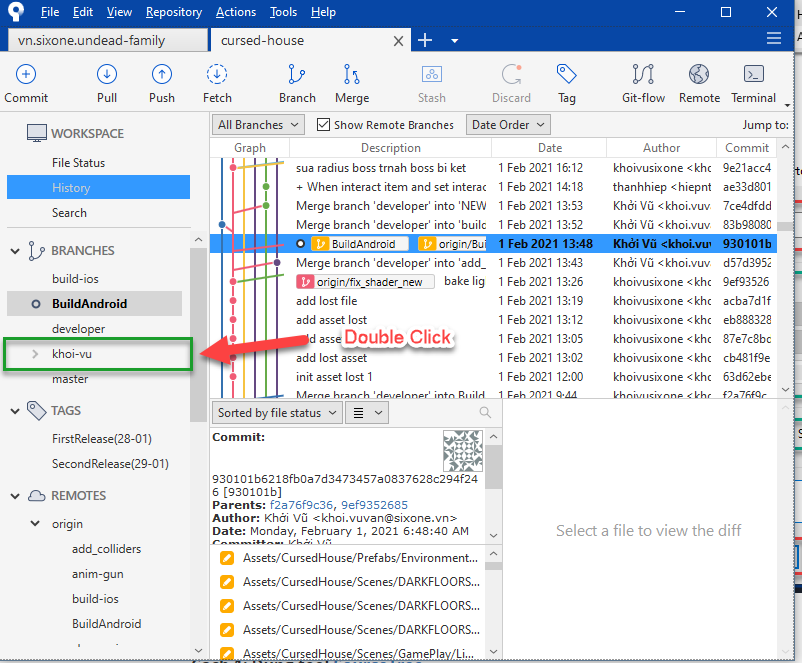 File Edit View Repository Actions Tools Help
vn.sixone.undead-family
cursed-house
Commit Pull Push Fetch Branch Merge Stash Discard Tag Git-flow Remote Terminal
WORKSPACE
File Status
History
Search
BRANCHES
build-ios
BuildAndroid
developer
khoi-vu
master
TAGS
FirstRelease(28-01)
SecondRelease(29-01)
REMOTES
origin
add_colliders
anim-gun
build-ios
BuildAndroid
All Branches Show Remote Branches Date Order Jump to:
Graph Description Date Author Commit
sua radius boss trnah boss bi ket 1 Feb 2021 16:12 khoivusixone <kho 9e21acc4
+ When interact item and set interac 1 Feb 2021 14:18 thanhhiep <hiepnt ae33d801
Merge branch 'developer' into 'NEW 1 Feb 2021 13:53 Khởi Vũ <khoi.vuva 7ce4dfdd
Merge branch 'developer' into 'builc 1 Feb 2021 13:52 Khởi Vũ <khoi.vuva 83b98080
BuildAndroid origin/Bui 1 Feb 2021 13:48 Khởi Vũ <khoi.vuva 930101b
Merge branch 'developer' into 'add_ 1 Feb 2021 13:43 Khởi Vũ <khoi.vuva d57d3952
origin/fix_shader_new bake lig 1 Feb 2021 13:26 khoivusixone <kho 9ef93526
add lost file 1 Feb 2021 13:19 khoivusixone <kho acba7d1f
add asset lost 1 Feb 2021 13:12 khoivusixone <kho eb888328
add asse 1 Feb 2021 13:05 khoivusixone <kho 87e7c8bc
Double Click
add lost asset 1 Feb 2021 13:02 khoivusixone <kho cb481f9e
init asset lost 1 1 Feb 2021 12:00 khoivusixone <kho 63d62ebe
Merge branch 'developer' into Build 1 Feb 2021 9:44 khoivusixone <kho f2a76f9c
Sorted by file status
Commit:
930101b6218fb0a7d3473457a0837628c294f24
6 [930101b]
Parents: f2a76f9c36, 9ef9352685
Author: Khởi Vũ <khoi.vuvan@sixone.vn>
Date: Monday, February 1, 2021 6:48:40 AM
Committer: Khởi Vũ
Assets/CursedHouse/Prefabs/Environment...
Assets/CursedHouse/Scenes/DARKFLOORS...
Assets/CursedHouse/Scenes/DARKFLOORS...
Assets/CursedHouse/Scenes/DARKFLOORS...
Assets/CursedHouse/Scenes/GamePlay/Li...
Select a file to view the diff